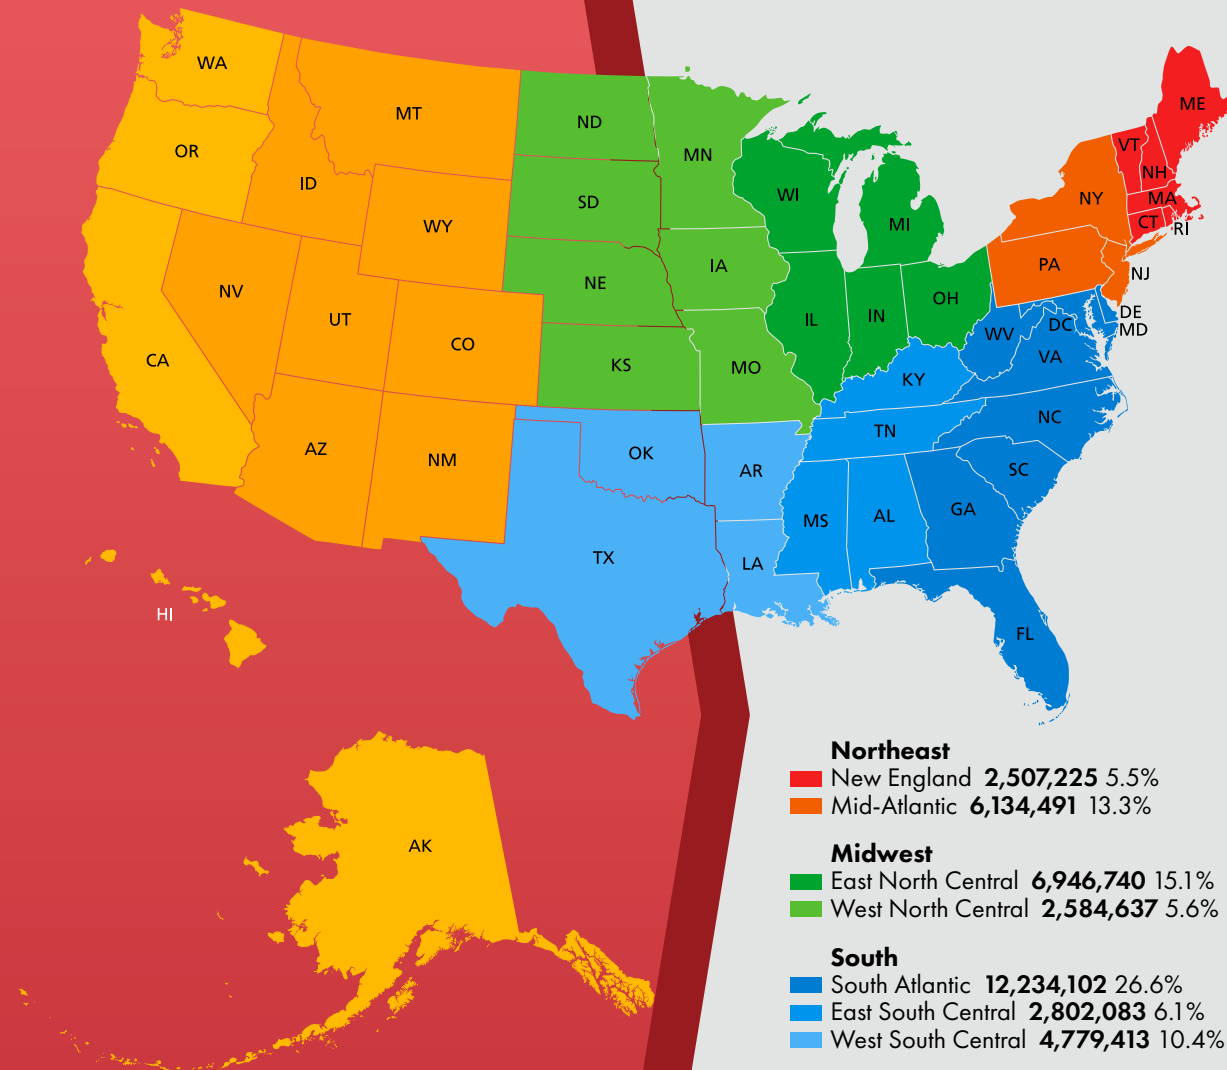 WA
MT
ND
MN
ME
OR
ID
SD
WI
VT
NH
WY
MI
NY
MA
CT
RI
NV
NE
IA
PA
NJ
UT
CO
IL
IN
OH
DE
CA
KS
MO
WV
DC
MD
VA
KY
AZ
NM
OK
AR
TN
NC
SC
TX
LA
MS
AL
GA
HI
FL
AK
Northeast
New England 2,507,225 5.5%
Mid-Atlantic 6,134,491 13.3%
Midwest
East North Central 6,946,740 15.1%
West North Central 2,584,637 5.6%
South
South Atlantic 12,234,102 26.6%
East South Central 2,802,083 6.1%
West South Central 4,779,413 10.4%